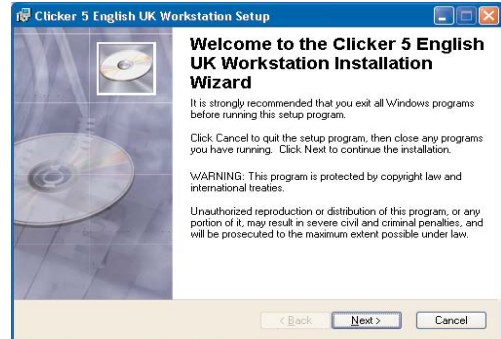 Clicker 5 English UK Workstation Setup
Welcome to the Clicker 5 English
UK Workstation Installation
Wizard
It is strongly recommended that you exit all Windows programs
before running this setup program.
Click Cancel to quit the setup program, then close any programs
you have running. Click Next to continue the installation.
WARNING: This program is protected by copyright law and
international treaties.
Unauthorized reproduction or distribution of this program, or any
portion of it, may result in severe civil and criminal penalties, and
will be prosecuted to the maximum extent possible under law.
< Back Next > Cancel